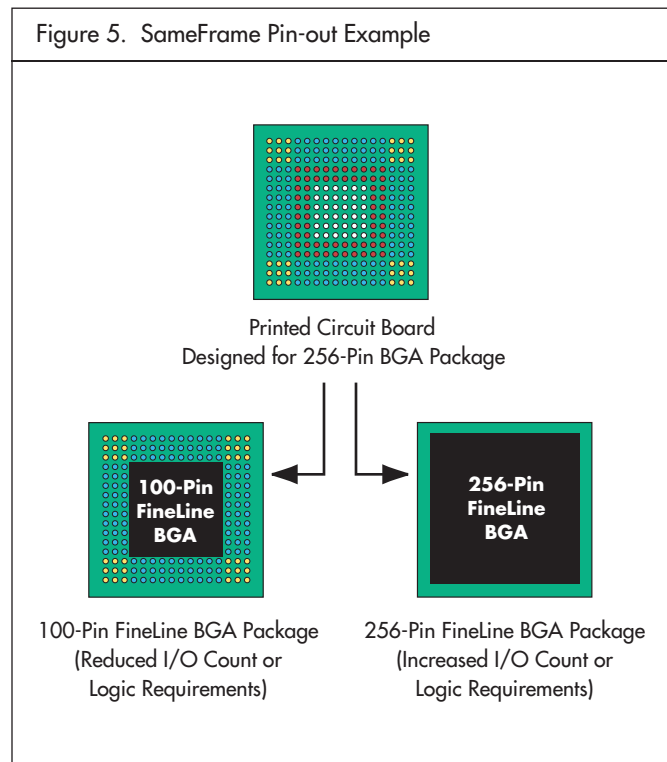 Figure 5. SameFrame Pin-out Example
Printed Circuit Board
Designed for 256-Pin BGA Package
100-Pin
FineLine
BGA
256-Pin
FineLine
BGA
100-Pin FineLine BGA Package
(Reduced I/O Count or
Logic Requirements)
256-Pin FineLine BGA Package
(Increased I/O Count or
Logic Requirements)